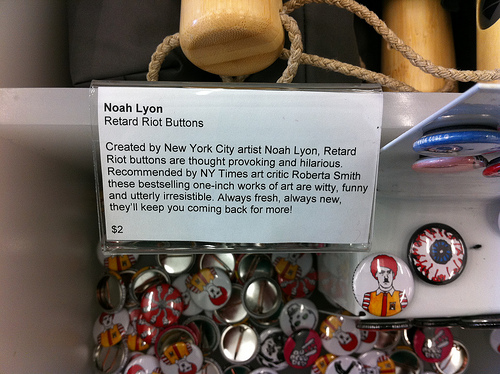 Noah Lyon
Retard Riot Buttons
Created by New York City artist Noah Lyon, Retard
Riot buttons are thought provoking and hilarious.
Recommended by NY Times art critic Roberta Smith
these bestselling one-inch works of art are witty, funny
and utterly irresistible. Always fresh, always new,
they'll keep you coming back for more!
$2